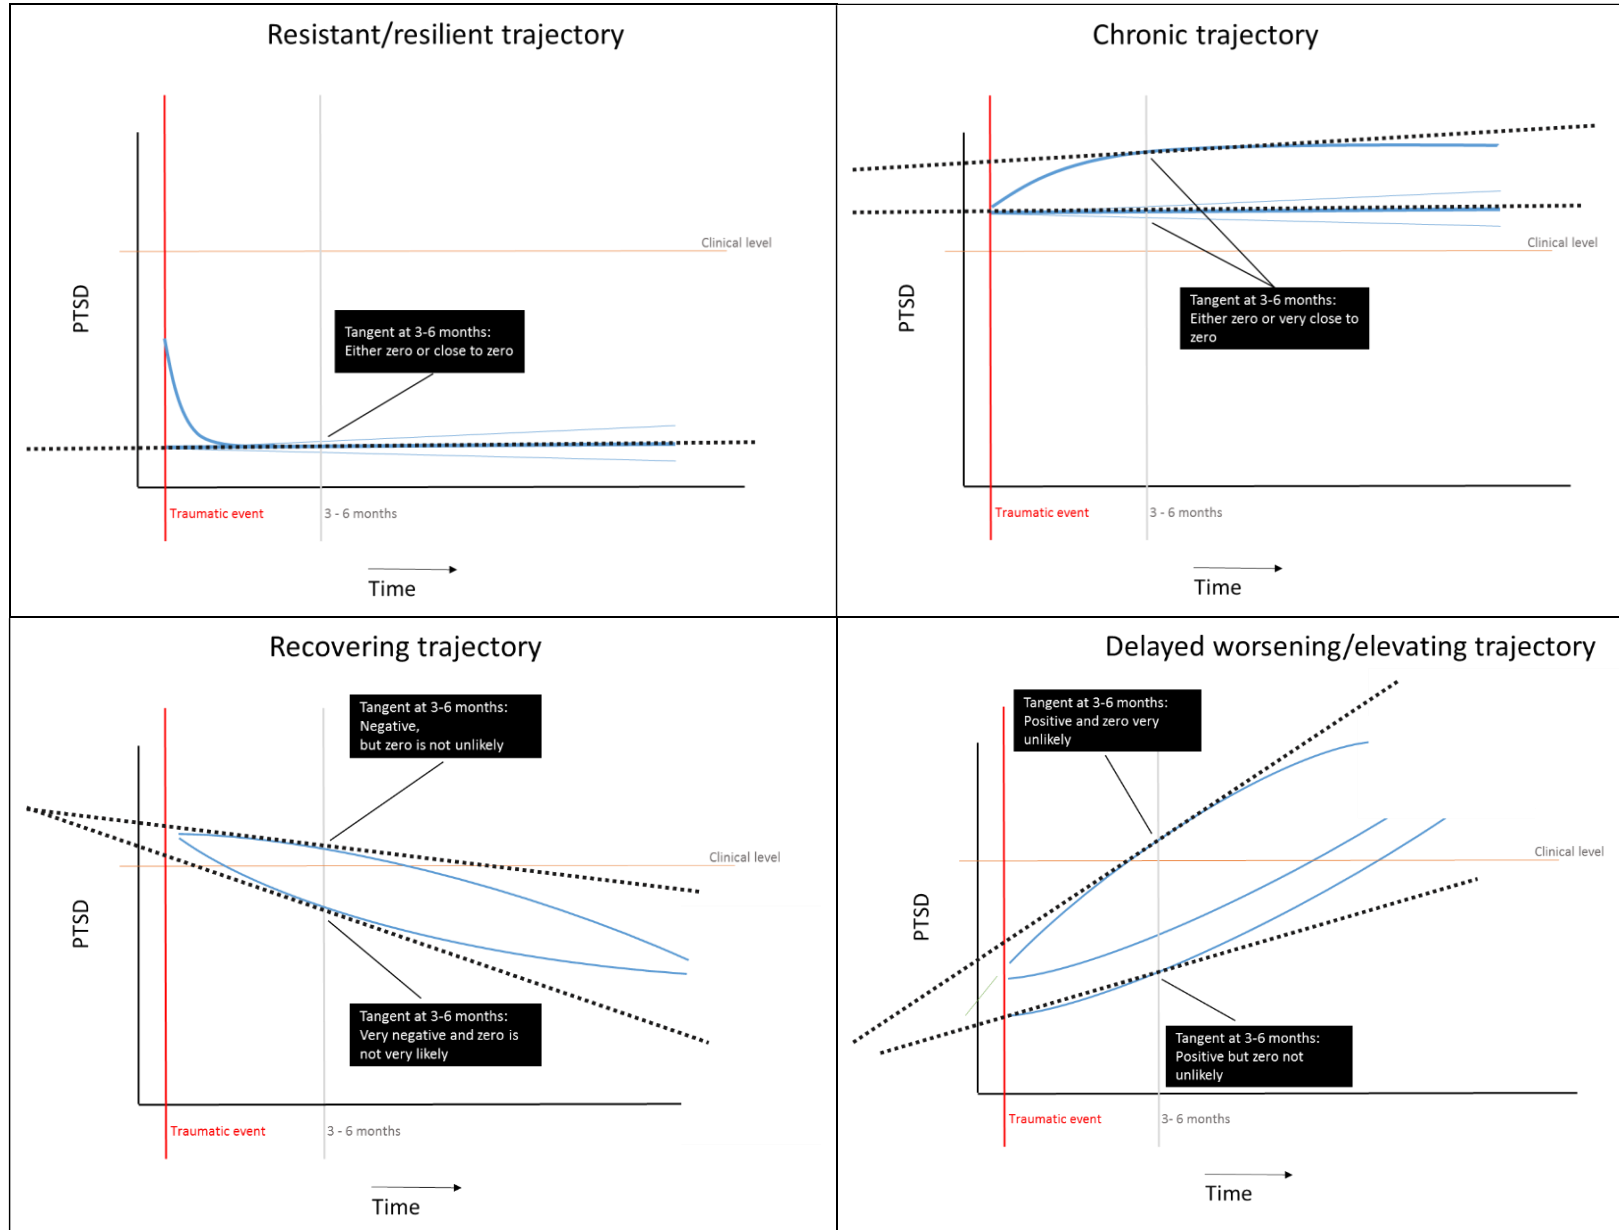 Resistant/resilient trajectory
Clinical level
PTSD
Tangent at 3-6 months:
Either zero or close to zero
Traumatic event
3 - 6 months
Time
Chronic trajectory
Clinical level
PTSD
Tangent at 3-6 months:
Either zero or very close to
zero
Traumatic event
3 - 6 months
Time
Recovering trajectory
Tangent at 3-6 months:
Negative,
but zero is not unlikely
Clinical level
PTSD
Tangent at 3-6 months:
Very negative and zero is
not very likely
Traumatic event
3 - 6 months
Time
Delayed worsening/elevating trajectory
Tangent at 3-6 months:
Positive and zero very
unlikely
Clinical level
PTSD
Tangent at 3-6 months:
Positive but zero not
unlikely
Traumatic event
3- 6 months
Time